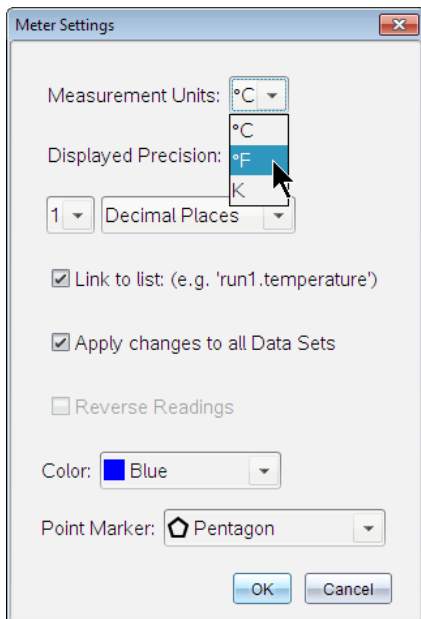 Meter Settings
Measurement Units: °C
°C
Displayed Precision: °F
K
1 Decimal Places
Link to list: (e.g. 'run1.temperature')
Apply changes to all Data Sets
Reverse Readings
Color: Blue
Point Marker: Pentagon
OK Cancel